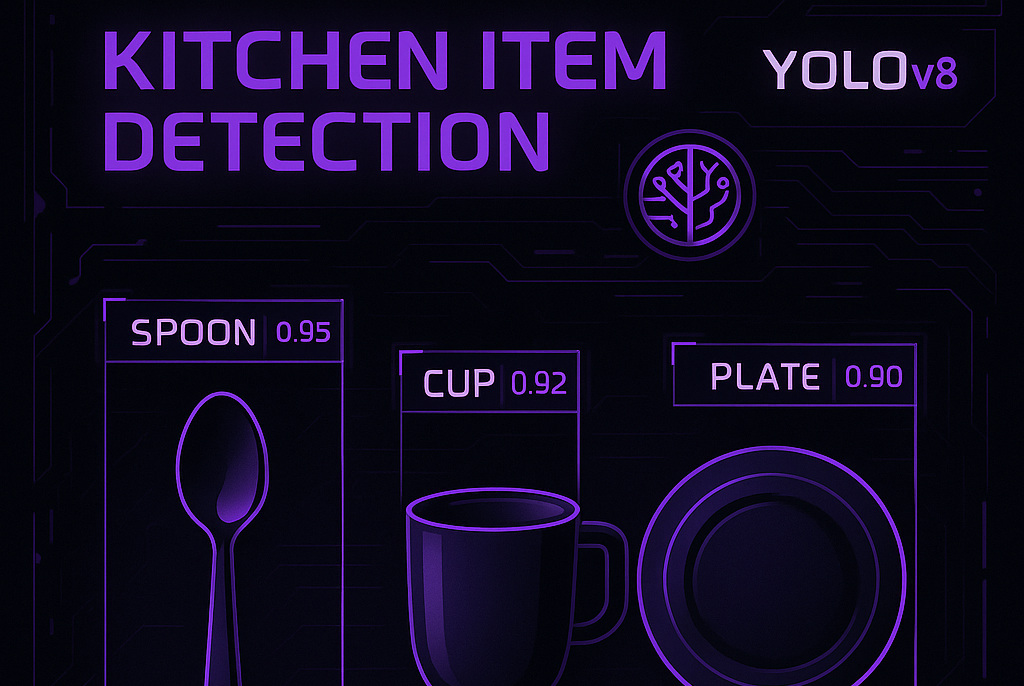 KITCHEN ITEM
DETECTION
YOLOv8
SPOON 0.95
CUP 0.92
PLATE 0.90